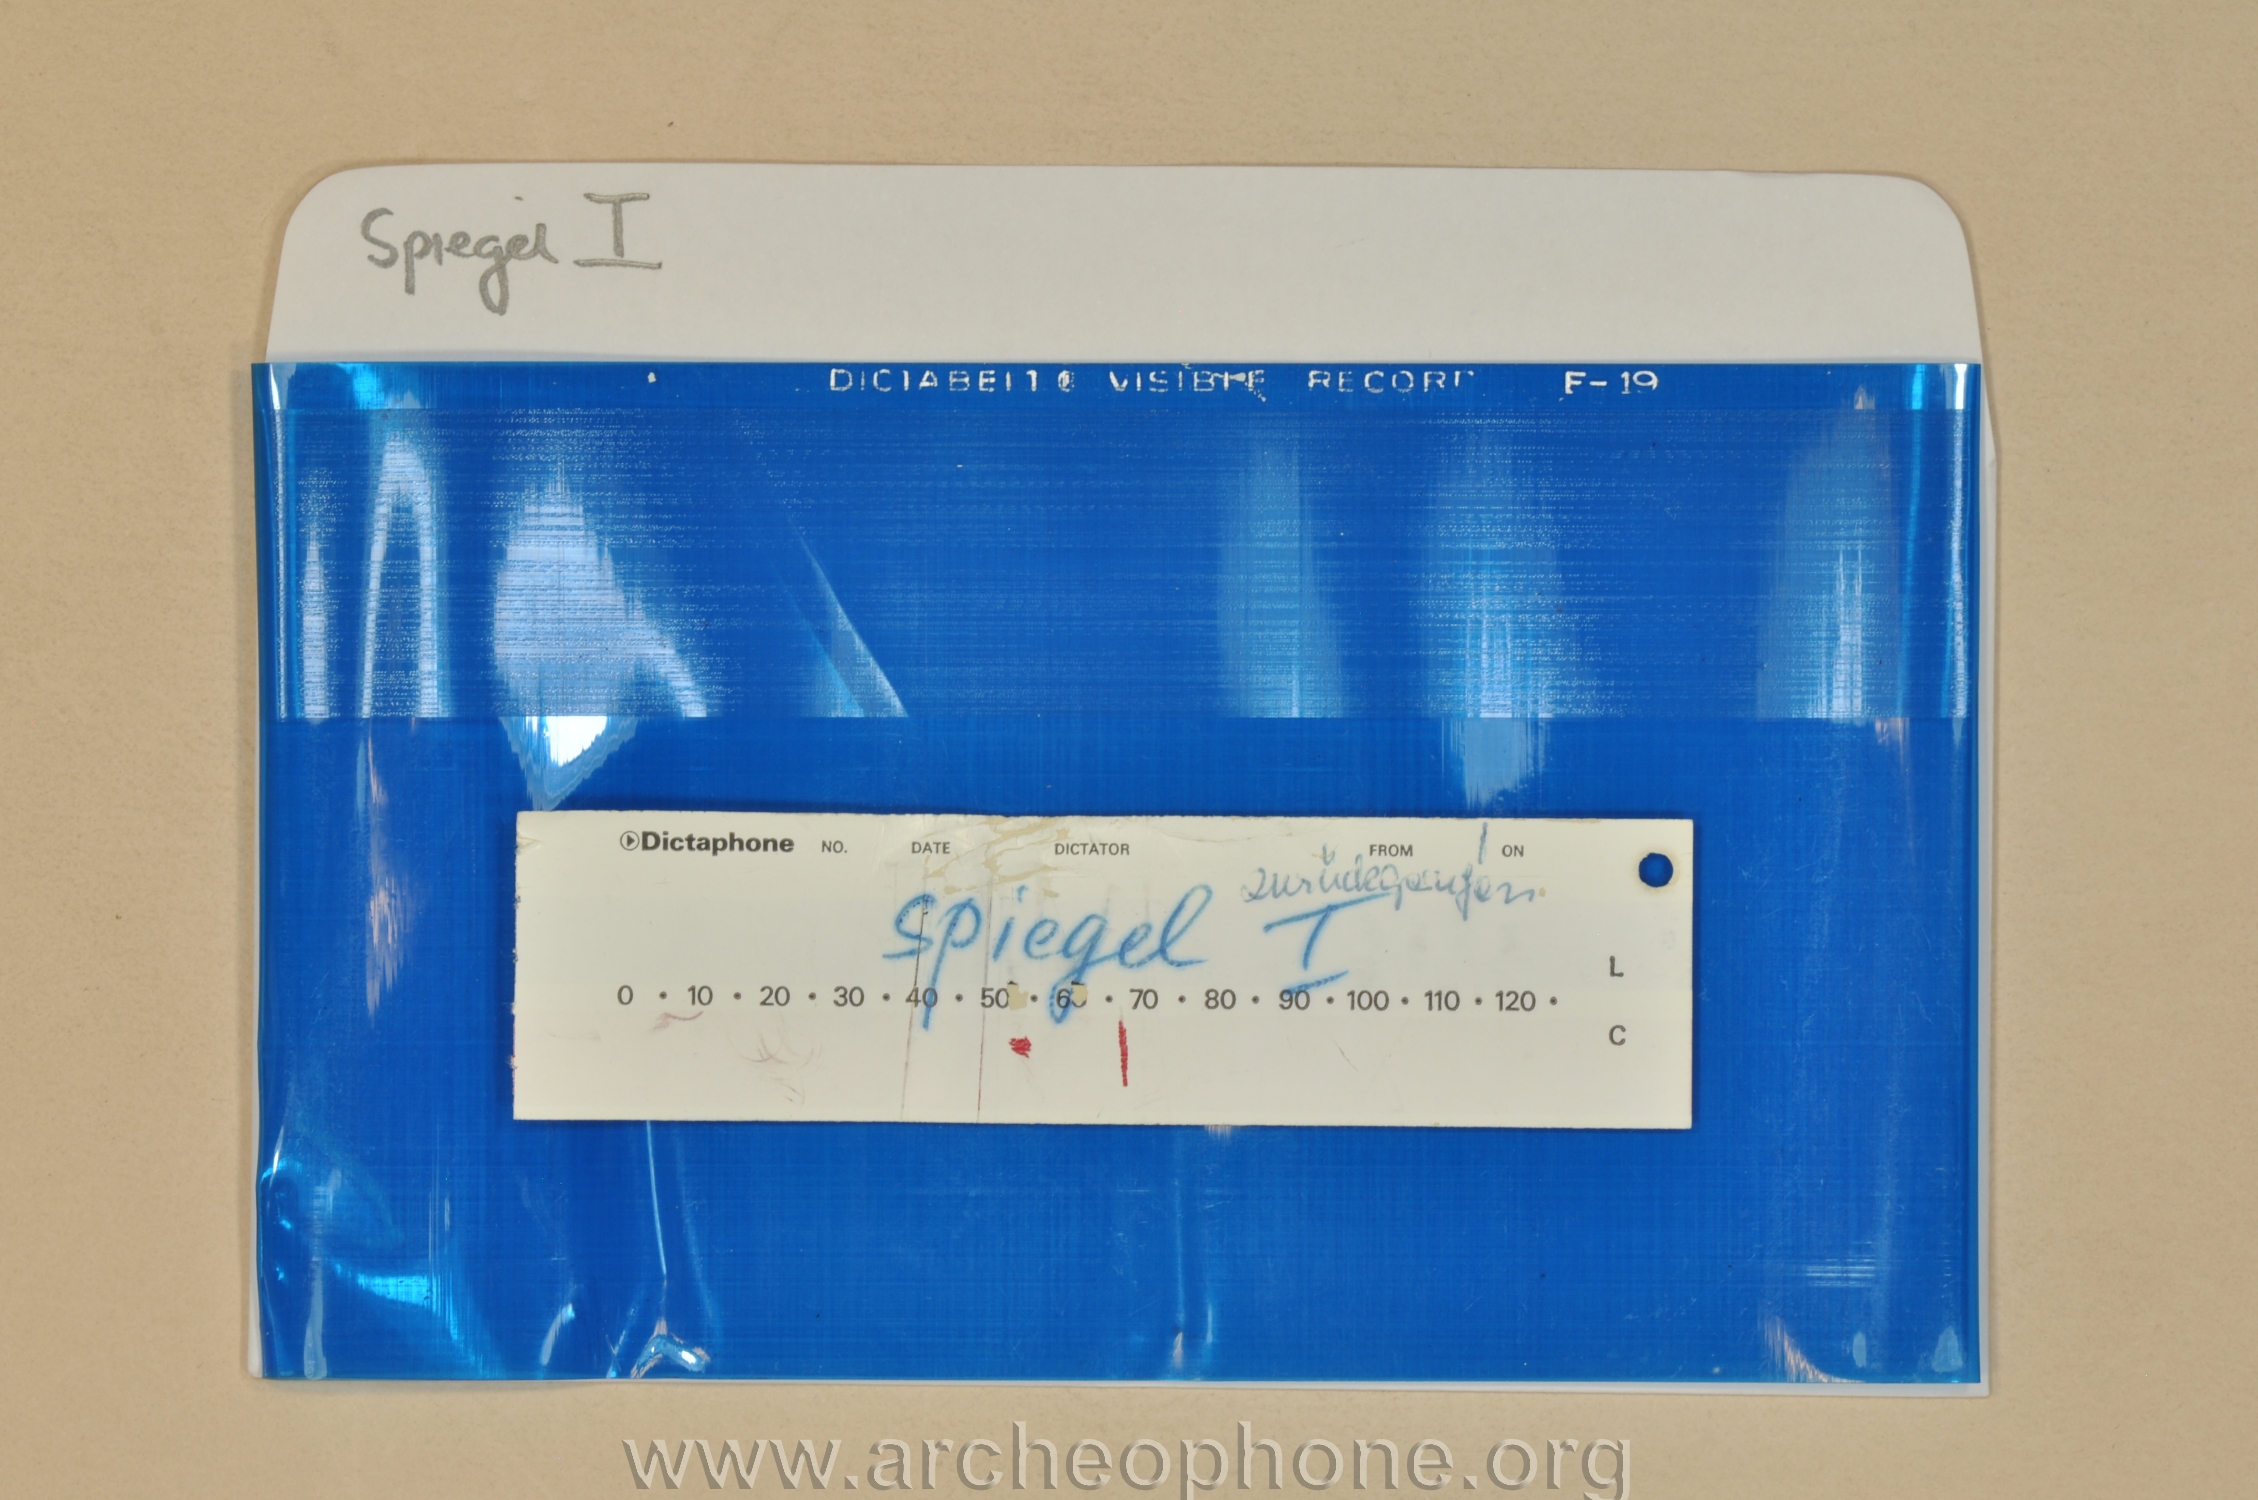 Spiegel I
DICTABELT® VISIBLE RECORD F-19
Dictaphone NO. DATE DICTATOR FROM ON
Spiegel I
0 • 10 • 20 • 30 • 40 • 50 • 60 • 70 • 80 • 90 • 100 • 110 • 120 •
L
C
www.archeophone.org